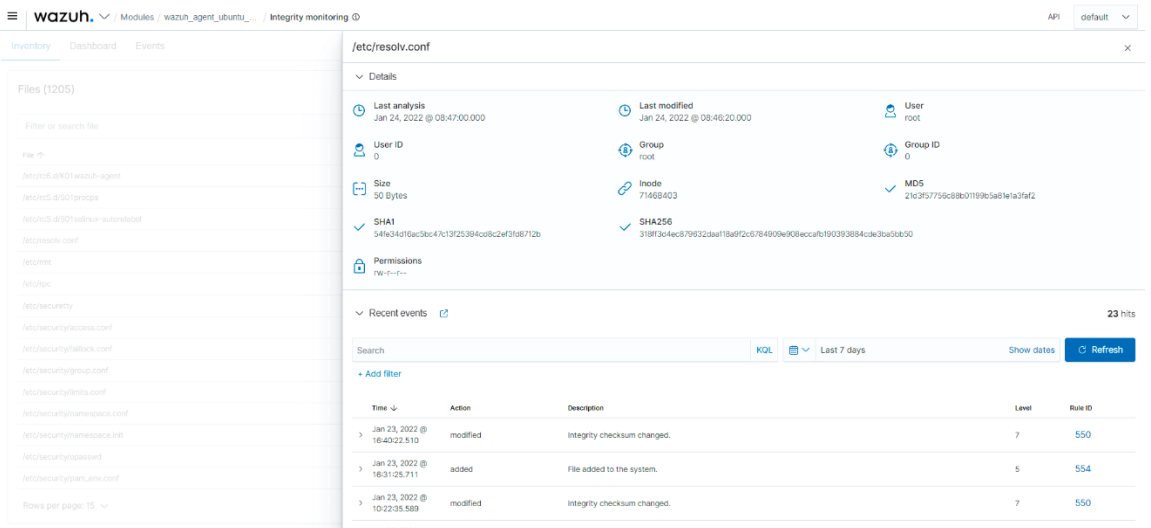 wazuh. / Modules / wazuh_agent_ubuntu_... / Integrity monitoring
API default
Inventory Dashboard Events
Files (1205)
Filter or search file
File
/etc/rc6.d/K01wazuh-agent
/etc/rcS.d/S01procps
/etc/rcS.d/S01selinux-autorelabel
/etc/resolv.conf
/etc/rmt
/etc/rpc
/etc/securetty
/etc/security/access.conf
/etc/security/faillock.conf
/etc/security/group.conf
/etc/security/limits.conf
/etc/security/namespace.conf
/etc/security/namespace.init
/etc/security/opasswd
/etc/security/pam_env.conf
Rows per page: 15
/etc/resolv.conf
Details
Last analysis
Jan 24, 2022 @ 08:47:00.000
Last modified
Jan 24, 2022 @ 08:46:20.000
User
root
User ID
0
Group
root
Group ID
0
Size
50 Bytes
Inode
71468403
MD5
21d3f57756c88b01199b5a81e1a3faf2
SHA1
54fe34d16ac5bc47c13f25394cd8c2ef3fd8712b
SHA256
318ff3d4ec879632daa118a9f2c6784909e908eccafb190393884cde3ba5bb50
Permissions
rw-r--r--
Recent events
23 hits
Search KQL Last 7 days Show dates Refresh
+ Add filter
Time Action Description Level Rule ID
Jan 23, 2022 @
16:40:22.510 modified Integrity checksum changed. 7 550
Jan 23, 2022 @
16:31:25.711 added File added to the system. 5 554
Jan 23, 2022 @
10:22:35.589 modified Integrity checksum changed. 7 550